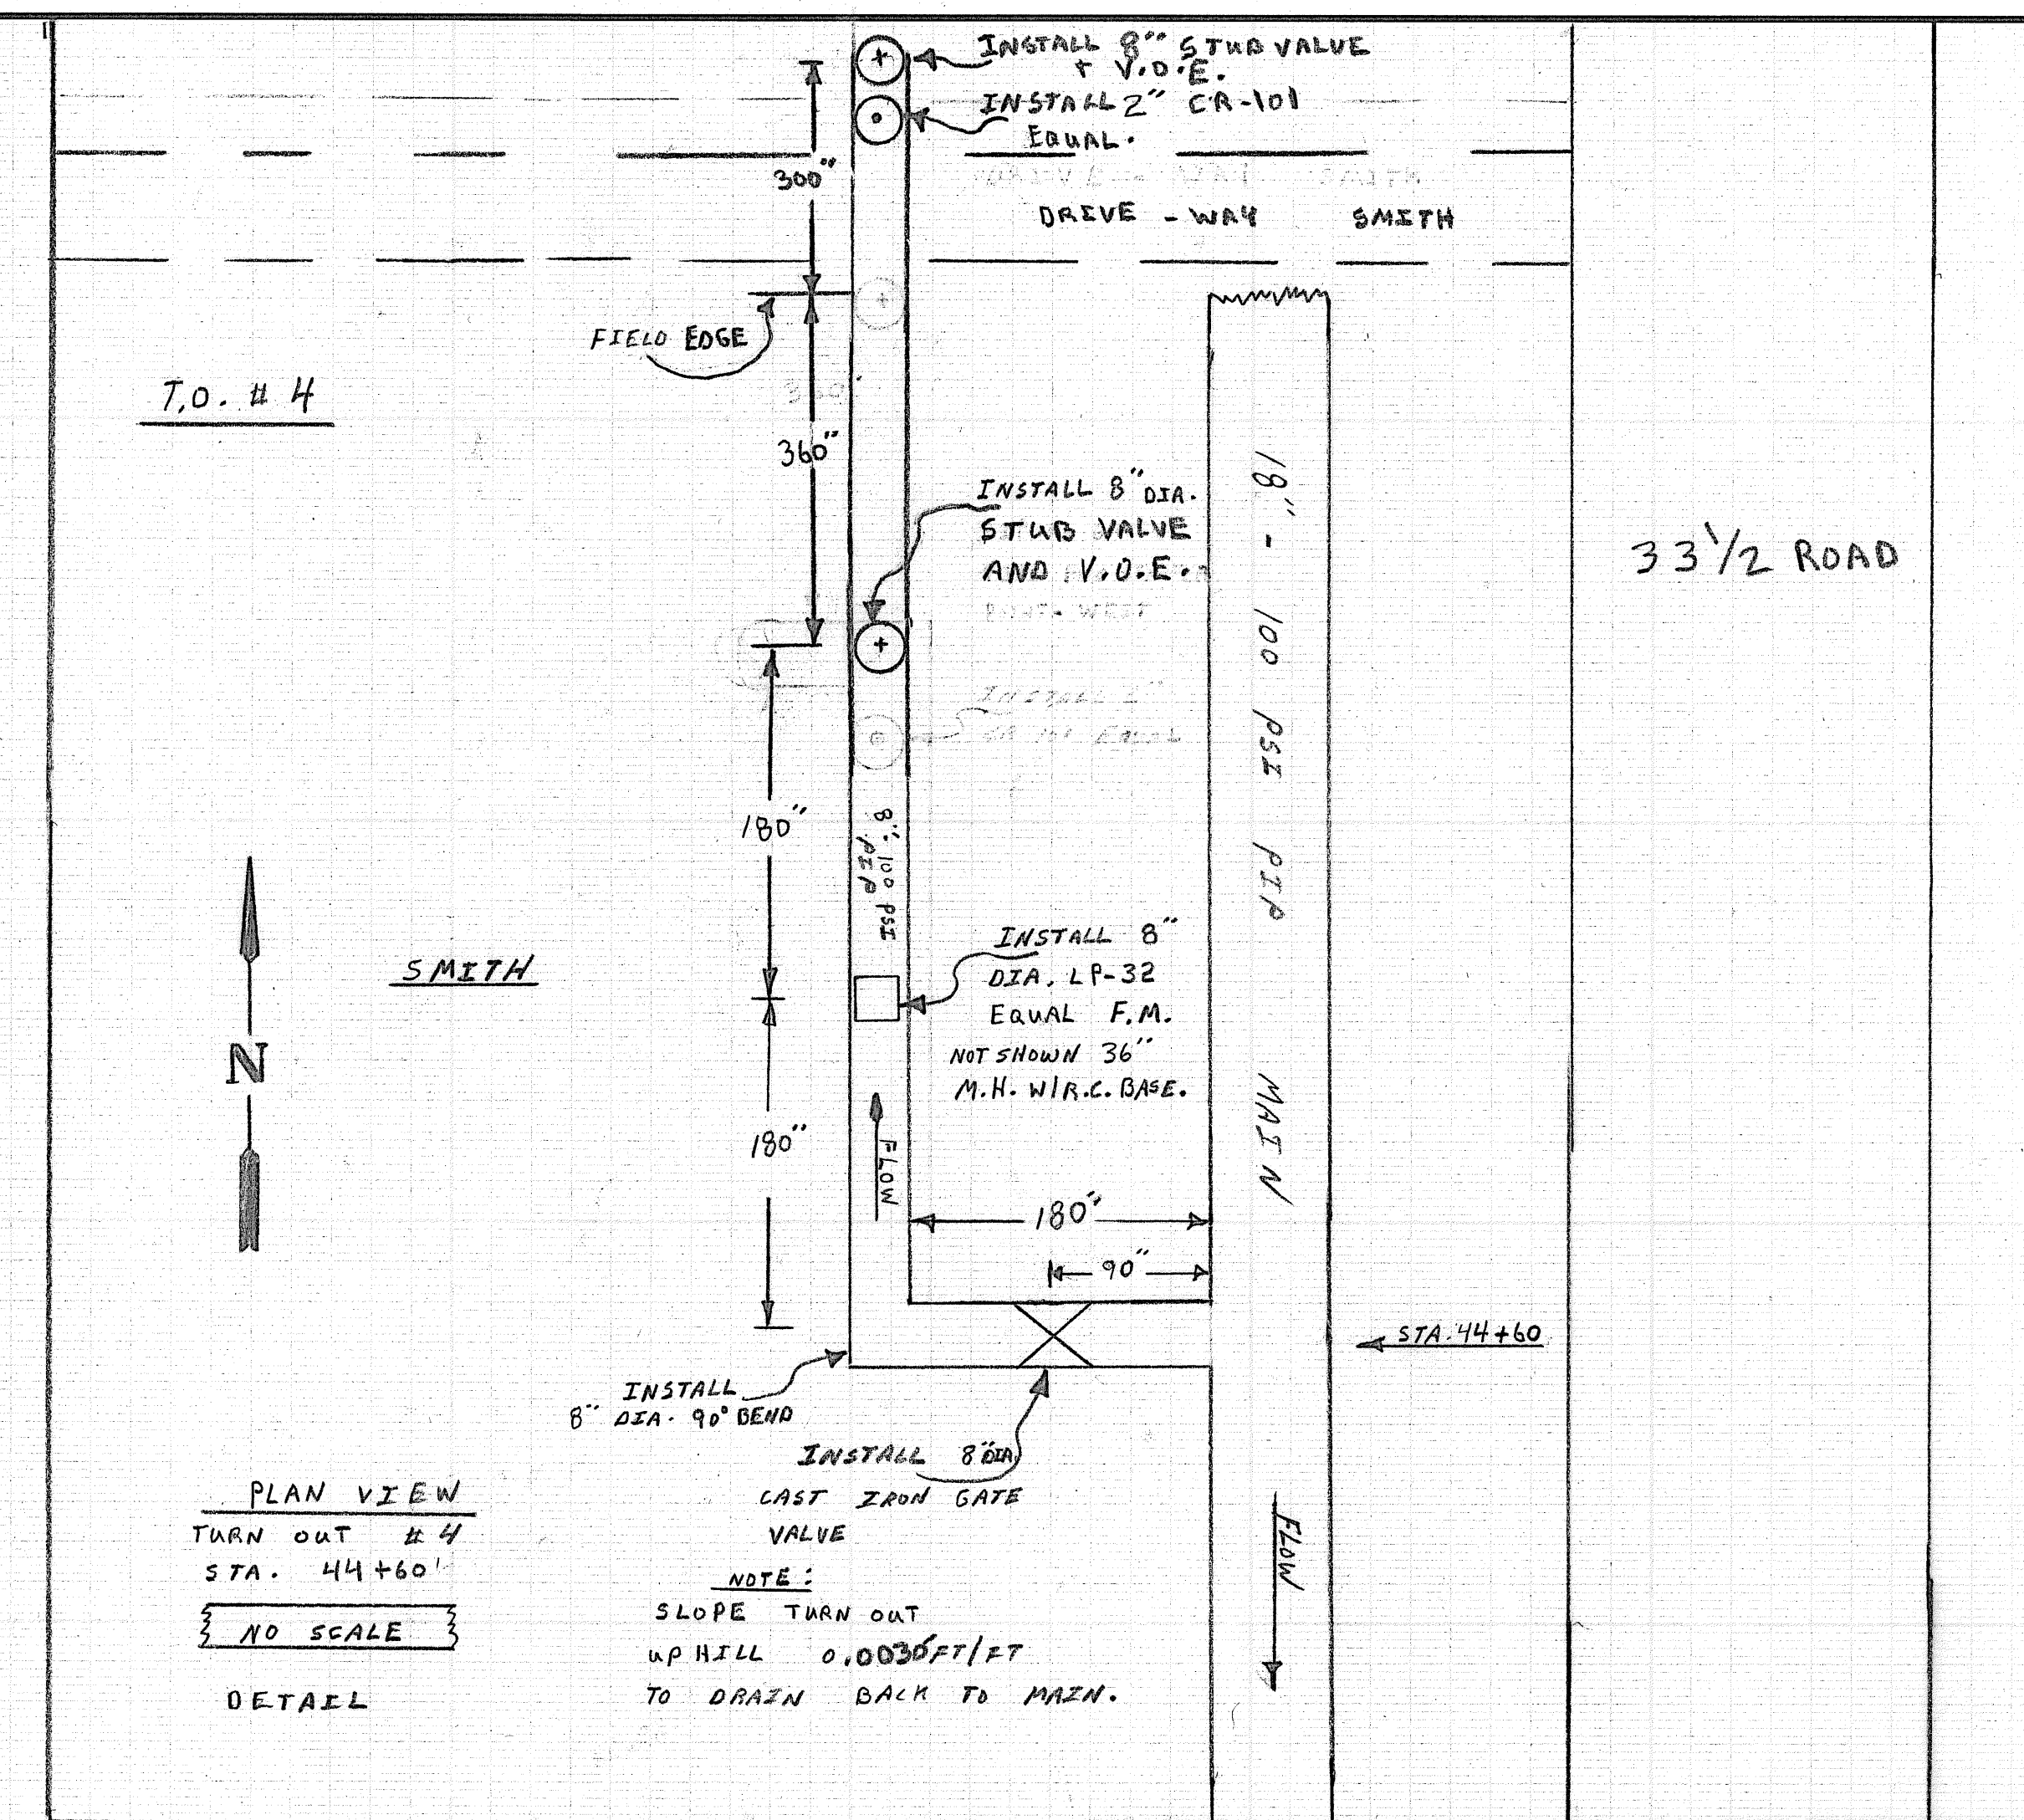 INSTALL 8" STUB VALVE
+ V.O.E.
INSTALL 2" CR-101
EQUAL.
300"
DRIVE - WAY SMITH
FIELD EDGE
T.O. # 4
360"
INSTALL 8" DIA.
STUB VALVE
AND V.O.E.
18" - 100 PSI PIP MAIN
33 1/2 ROAD
180"
8" 100 PSI
PIP
SMITH
INSTALL 8"
DIA. LP-32
EQUAL F.M.
NOT SHOWN 36"
M.H. W/R.C. BASE.
N
180"
FLOW
180"
90"
STA. 44+60
INSTALL
8" DIA. 90° BEND
INSTALL 8" DIA
CAST IRON GATE
VALVE
PLAN VIEW
TURN OUT # 4
STA. 44+60'
NO SCALE
DETAIL
NOTE:
SLOPE TURN OUT
UP HILL FT/FT
TO DRAIN BACK TO MAIN.
FLOW